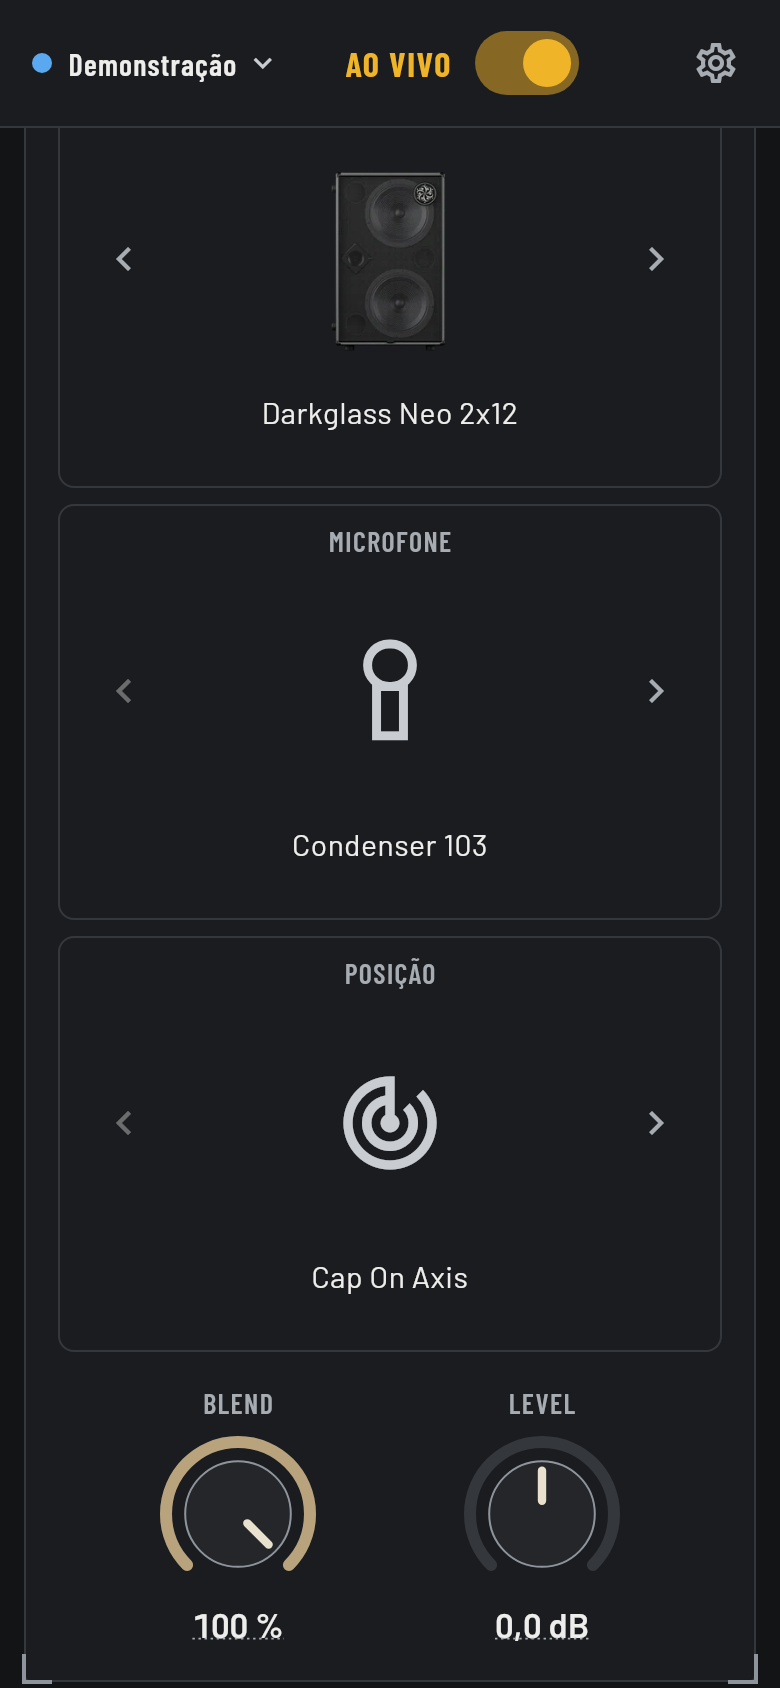 Demonstração
AO VIVO
Darkglass Neo 2x12
MICROFONE
Condenser 103
POSIÇÃO
Cap On Axis
BLEND
LEVEL
100 %
0,0 dB